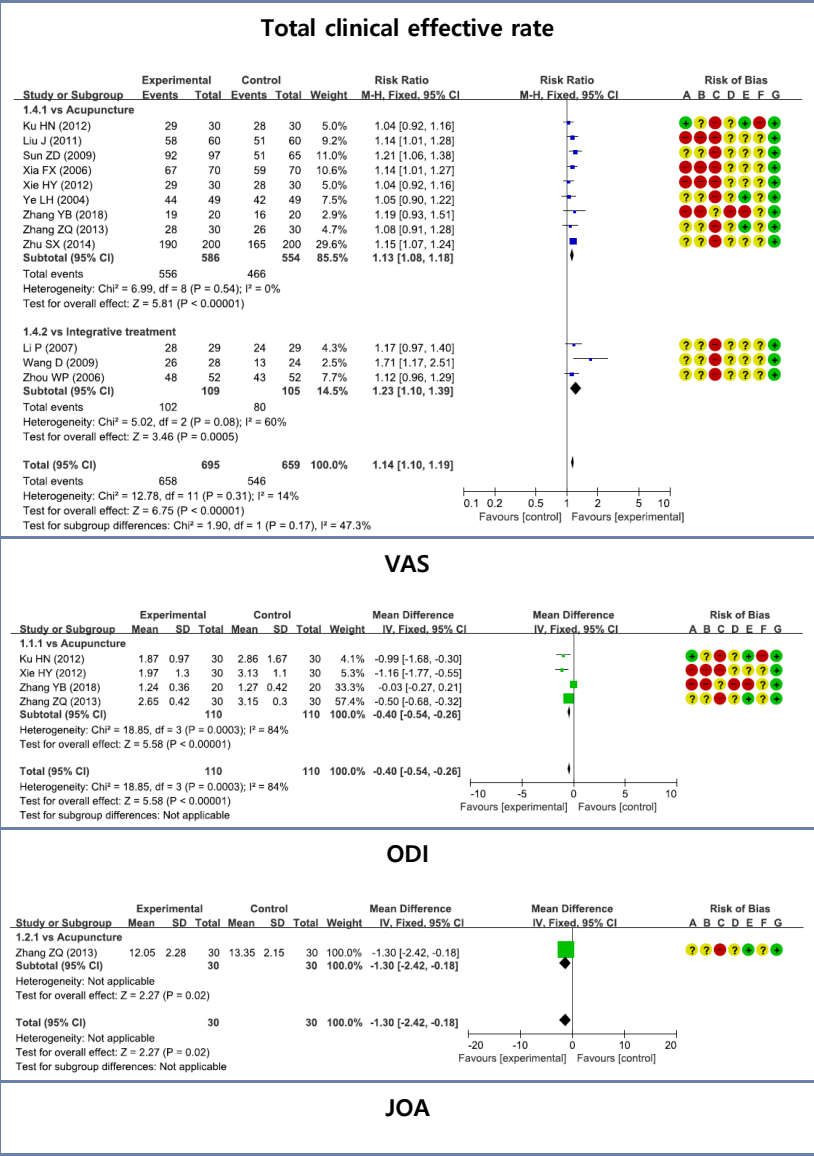 Total clinical effective rate
Experimental Control Risk Ratio Risk Ratio Risk of Bias
Study or Subgroup Events Total Events Total Weight M-H, Fixed, 95% CI M-H, Fixed, 95% CI A B C D E F G
1.4.1 vs Acupuncture
Ku HN (2012) 29 30 28 30 5.0% 1.04 [0.92, 1.16] + ? − ? + − +
Liu J (2011) 58 60 51 60 9.2% 1.14 [1.01, 1.28] − − − ? ? ? +
Sun ZD (2009) 92 97 51 65 11.0% 1.21 [1.06, 1.38] ? ? − ? ? ? +
Xia FX (2006) 67 70 59 70 10.6% 1.14 [1.01, 1.27] − − − ? ? ? +
Xie HY (2012) 29 30 28 30 5.0% 1.04 [0.92, 1.16] − − − ? ? ? +
Ye LH (2004) 44 49 42 49 7.5% 1.05 [0.90, 1.22] ? ? − ? + ? +
Zhang YB (2018) 19 20 16 20 2.9% 1.19 [0.93, 1.51] − − ? − − ? +
Zhang ZQ (2013) 28 30 26 30 4.7% 1.08 [0.91, 1.28] ? ? − ? + ? +
Zhu SX (2014) 190 200 165 200 29.6% 1.15 [1.07, 1.24] ? ? − ? ? ? +
Subtotal (95% CI) 586 554 85.5% 1.13 [1.08, 1.18]
Total events 556 466
Heterogeneity: Chi² = 6.99, df = 8 (P = 0.54); I² = 0%
Test for overall effect: Z = 5.81 (P < 0.00001)
1.4.2 vs Integrative treatment
Li P (2007) 28 29 24 29 4.3% 1.17 [0.97, 1.40] ? ? − ? ? ? +
Wang D (2009) 26 28 13 24 2.5% 1.71 [1.17, 2.51] ? ? − ? ? ? +
Zhou WP (2006) 48 52 43 52 7.7% 1.12 [0.96, 1.29] ? ? − ? ? ? +
Subtotal (95% CI) 109 105 14.5% 1.23 [1.10, 1.39]
Total events 102 80
Heterogeneity: Chi² = 5.02, df = 2 (P = 0.08); I² = 60%
Test for overall effect: Z = 3.46 (P = 0.0005)
Total (95% CI) 695 659 100.0% 1.14 [1.10, 1.19]
Total events 658 546
Heterogeneity: Chi² = 12.78, df = 11 (P = 0.31); I² = 14%
Test for overall effect: Z = 6.75 (P < 0.00001)
Test for subgroup differences: Chi² = 1.90, df = 1 (P = 0.17), I² = 47.3%
0.1 0.2 0.5 1 2 5 10
Favours [control] Favours [experimental]
VAS
Experimental Control Mean Difference Mean Difference Risk of Bias
Study or Subgroup Mean SD Total Mean SD Total Weight IV, Fixed, 95% CI IV, Fixed, 95% CI A B C D E F G
1.1.1 vs Acupuncture
Ku HN (2012) 1.87 0.97 30 2.86 1.67 30 4.1% -0.99 [-1.68, -0.30] + ? − ? + − +
Xie HY (2012) 1.97 1.3 30 3.13 1.1 30 5.3% -1.16 [-1.77, -0.55] − − − ? ? ? +
Zhang YB (2018) 1.24 0.36 20 1.27 0.42 20 33.3% -0.03 [-0.27, 0.21] − − ? − − ? +
Zhang ZQ (2013) 2.65 0.42 30 3.15 0.3 30 57.4% -0.50 [-0.68, -0.32] ? ? − ? + ? +
Subtotal (95% CI) 110 110 100.0% -0.40 [-0.54, -0.26]
Heterogeneity: Chi² = 18.85, df = 3 (P = 0.0003); I² = 84%
Test for overall effect: Z = 5.58 (P < 0.00001)
Total (95% CI) 110 110 100.0% -0.40 [-0.54, -0.26]
Heterogeneity: Chi² = 18.85, df = 3 (P = 0.0003); I² = 84%
Test for overall effect: Z = 5.58 (P < 0.00001)
Test for subgroup differences: Not applicable
-10 -5 0 5 10
Favours [experimental] Favours [control]
ODI
Experimental Control Mean Difference Mean Difference Risk of Bias
Study or Subgroup Mean SD Total Mean SD Total Weight IV, Fixed, 95% CI IV, Fixed, 95% CI A B C D E F G
1.2.1 vs Acupuncture
Zhang ZQ (2013) 12.05 2.28 30 13.35 2.15 30 100.0% -1.30 [-2.42, -0.18] ? ? − ? + ? +
Subtotal (95% CI) 30 30 100.0% -1.30 [-2.42, -0.18]
Heterogeneity: Not applicable
Test for overall effect: Z = 2.27 (P = 0.02)
Total (95% CI) 30 30 100.0% -1.30 [-2.42, -0.18]
Heterogeneity: Not applicable
Test for overall effect: Z = 2.27 (P = 0.02)
Test for subgroup differences: Not applicable
-20 -10 0 10 20
Favours [experimental] Favours [control]
JOA